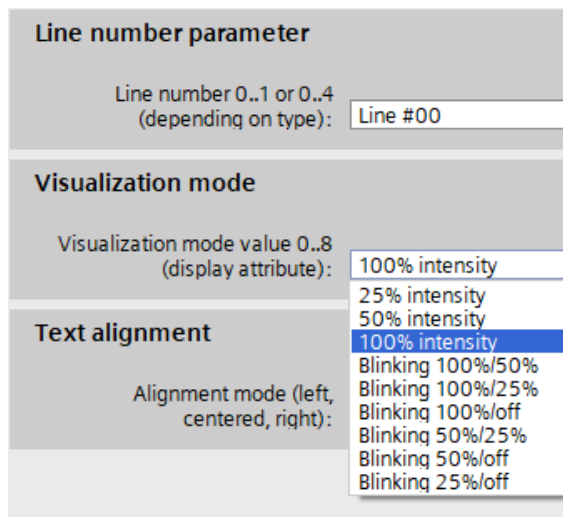 Line number parameter
Line number 0..1 or 0..4
(depending on type):
Line #00
Visualization mode
Visualization mode value 0..8
(display attribute):
100% intensity
25% intensity
50% intensity
100% intensity
Blinking 100%/50%
Blinking 100%/25%
Blinking 100%/off
Blinking 50%/25%
Blinking 50%/off
Blinking 25%/off
Text alignment
Alignment mode (left,
centered, right):